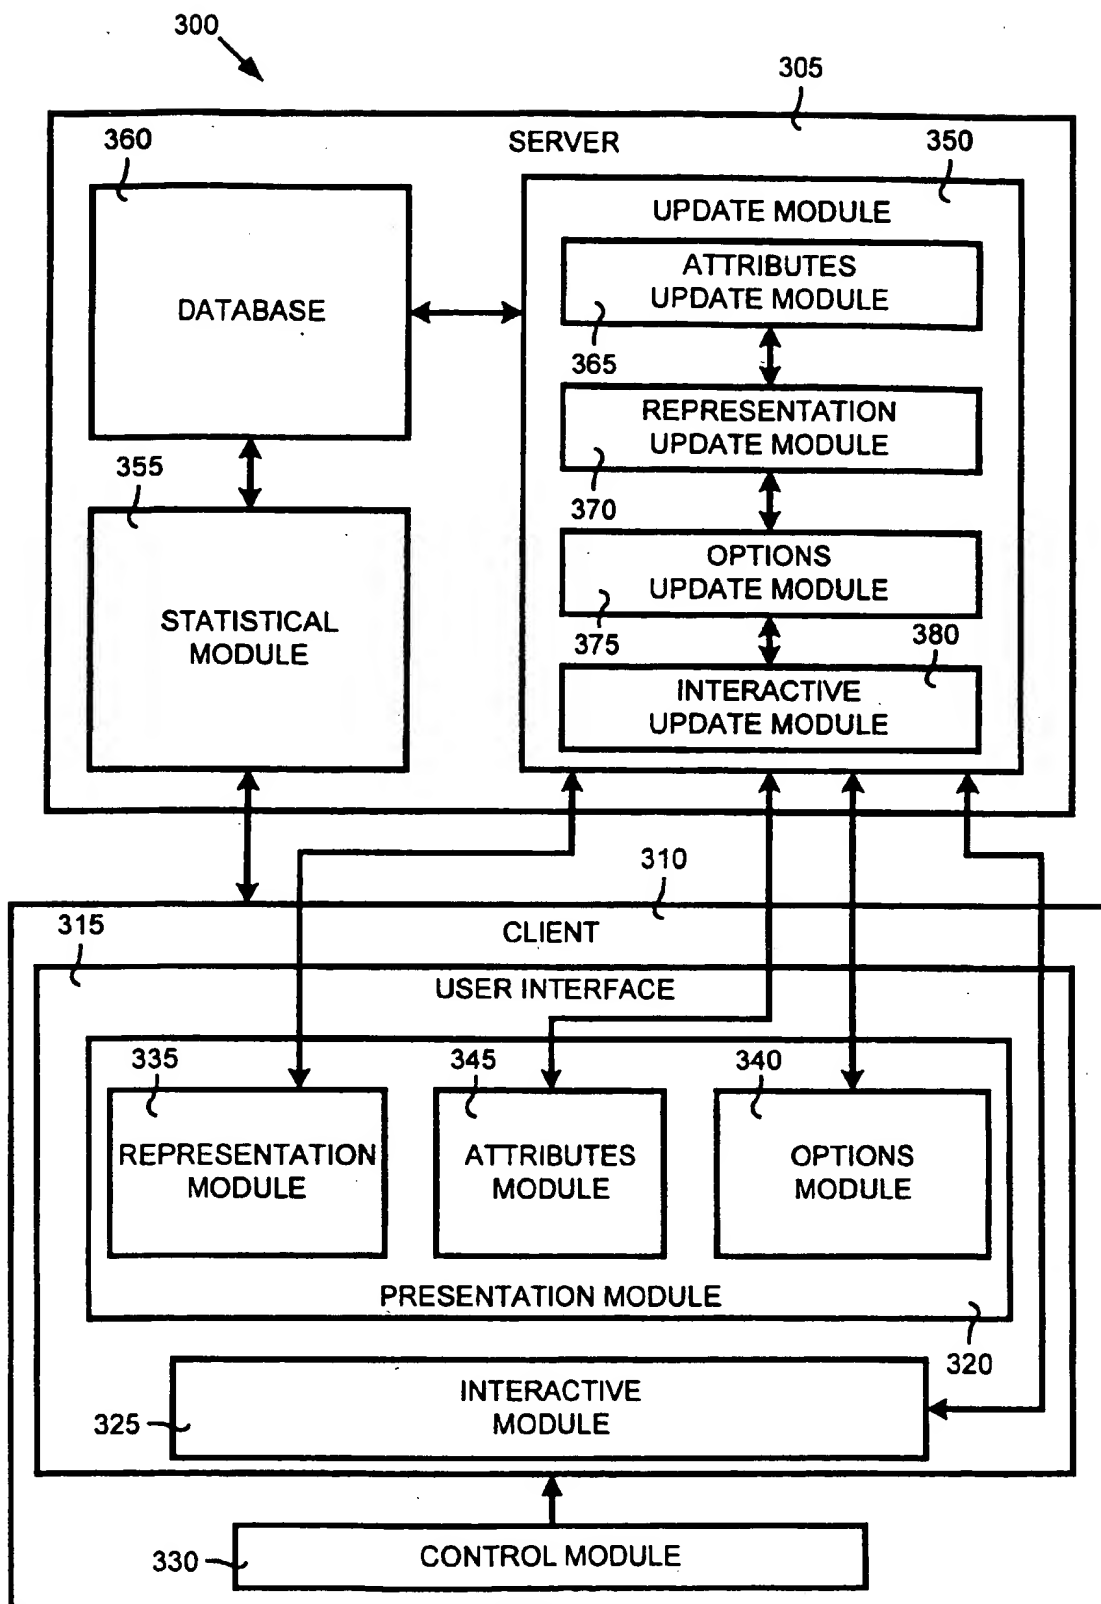 300
305
SERVER
360
350
UPDATE MODULE
ATTRIBUTES
UPDATE MODULE
DATABASE
365
REPRESENTATION
UPDATE MODULE
355
370
OPTIONS
UPDATE MODULE
STATISTICAL
MODULE
375
380
INTERACTIVE
UPDATE MODULE
310
315
CLIENT
USER INTERFACE
335
345
340
REPRESENTATION
MODULE
ATTRIBUTES
MODULE
OPTIONS
MODULE
PRESENTATION MODULE
320
INTERACTIVE
MODULE
325
330
CONTROL MODULE